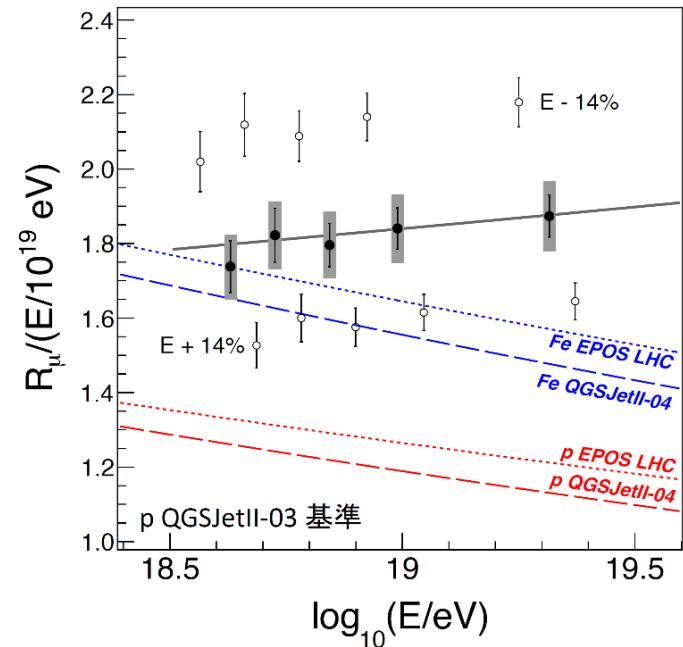 2.4
2.2
2.0
1.8
1.6
1.4
1.2
1.0
R_μ/(E/10^19 eV)
E - 14%
E + 14%
Fe EPOS LHC
Fe QGSJetII-04
p EPOS LHC
p QGSJetII-04
p QGSJetII-03 基準
18.5 19 19.5
log_10(E/eV)